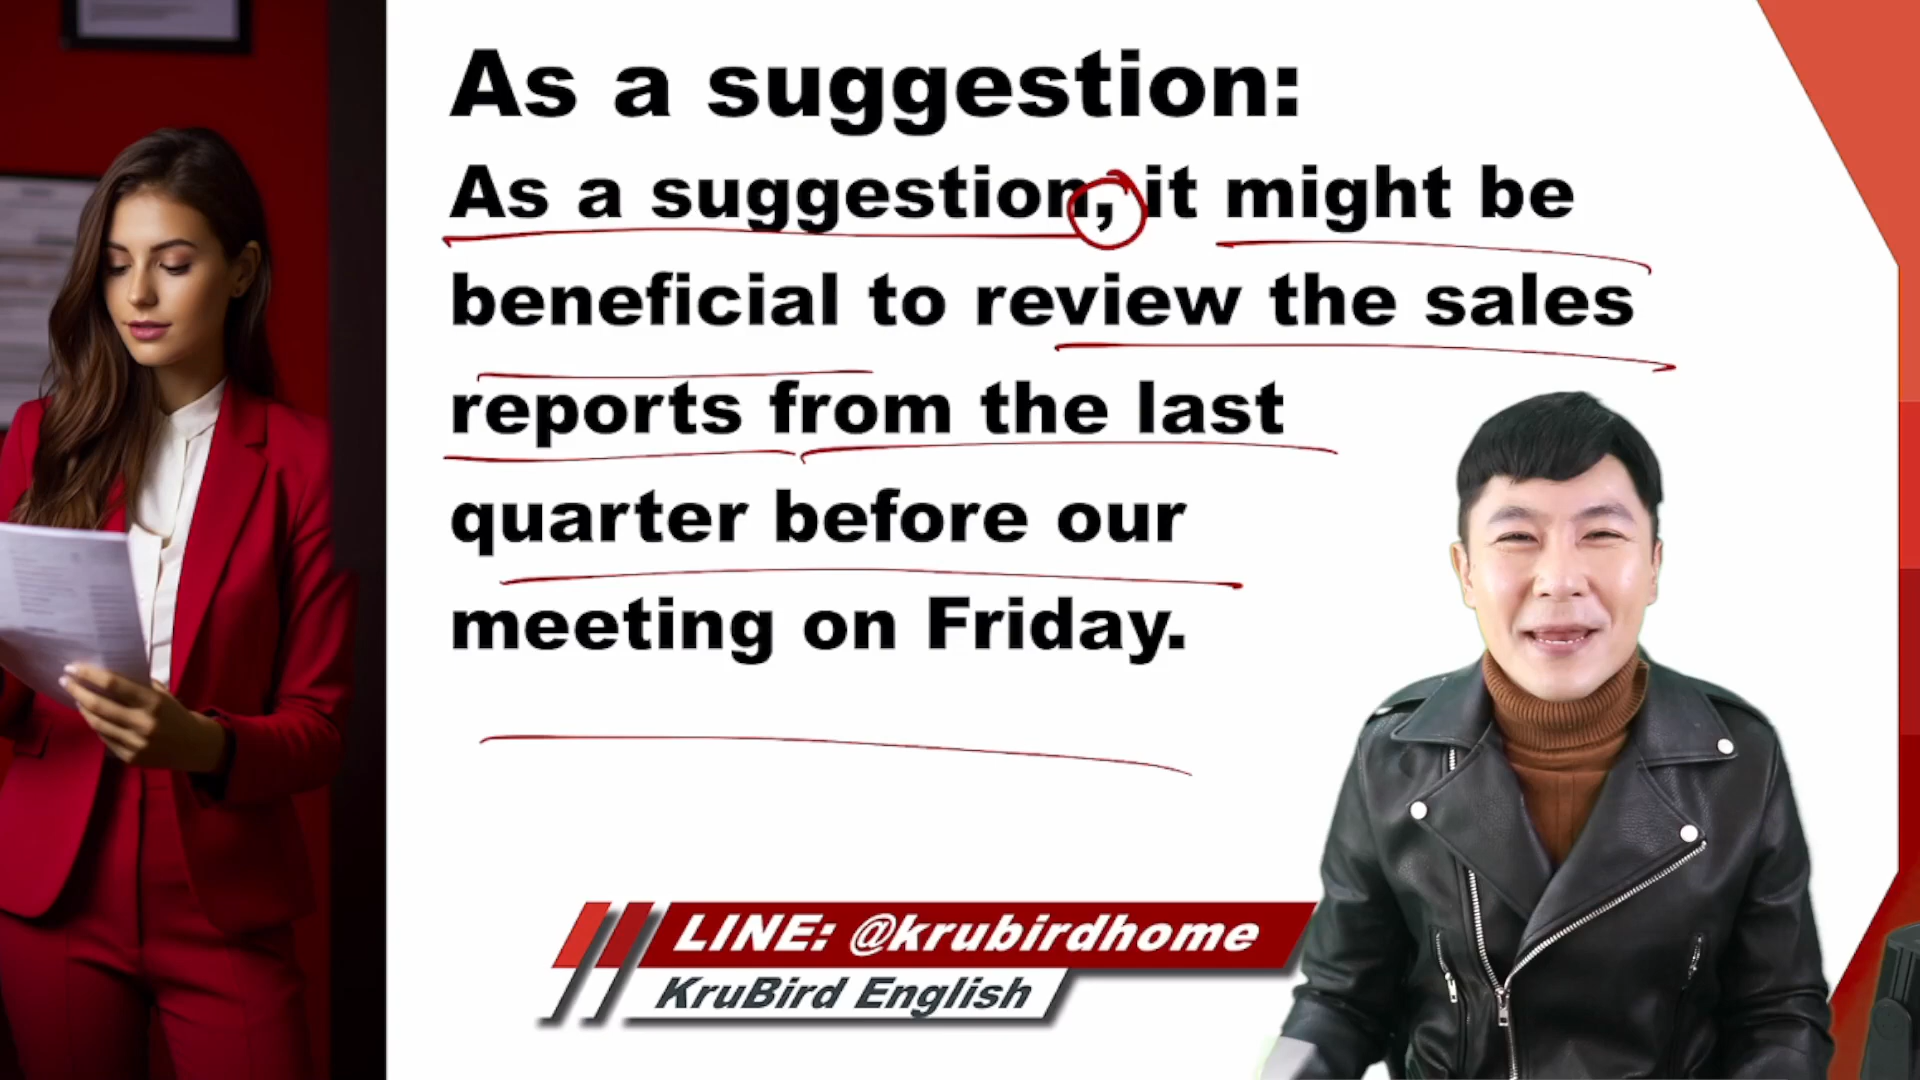 As a suggestion:
As a suggestion, it might be
beneficial to review the sales
reports from the last
quarter before our
meeting on Friday.
LINE: @krubirdhome
KruBird English